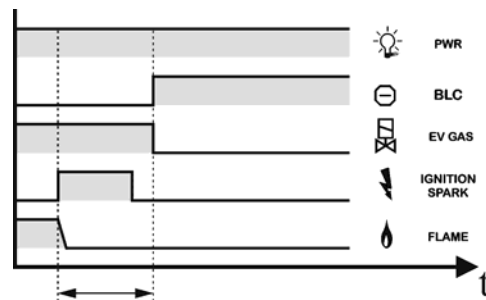 PWR
BLC
EV GAS
IGNITION
SPARK
FLAME
t